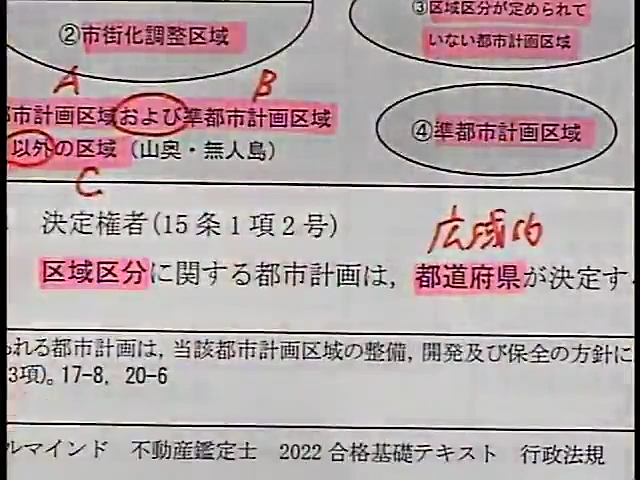 ③区域区分が定められて
いない都市計画区域
②市街化調整区域
A B
市計画区域および準都市計画区域
④準都市計画区域
以外の区域（山奥・無人島）
C
決定権者（15条1項2号）
広域的
区域区分に関する都市計画は，都道府県が決定す
れる都市計画は，当該都市計画区域の整備，開発及び保全の方針に
3項)。17-8，20-6
ルマインド 不動産鑑定士 2022合格基礎テキスト 行政法規